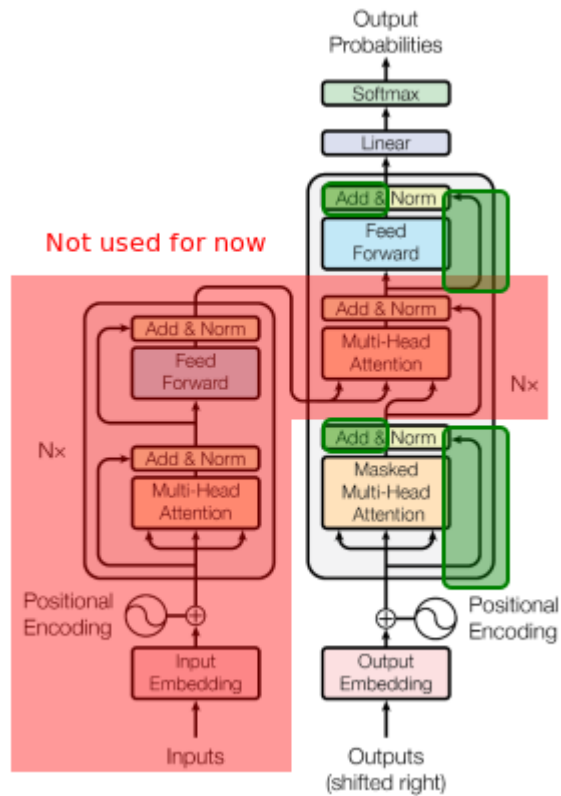 Output
Probabilities
Softmax
Linear
Add & Norm
Feed
Forward
Not used for now
Add & Norm
Multi-Head
Attention
N×
Add & Norm
Feed
Forward
N×
Add & Norm
Multi-Head
Attention
Add & Norm
Masked
Multi-Head
Attention
Positional
Encoding
Positional
Encoding
Input
Embedding
Output
Embedding
Inputs
Outputs
(shifted right)